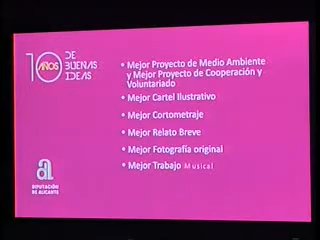 10 AÑOS
DE
BUENAS
IDEAS
• Mejor Proyecto de Medio Ambiente
y Mejor Proyecto de Cooperación y
Voluntariado
• Mejor Cartel Ilustrativo
• Mejor Cortometraje
• Mejor Relato Breve
• Mejor Fotografía original
• Mejor Trabajo Musical
DIPUTACIÓN
DE ALICANTE